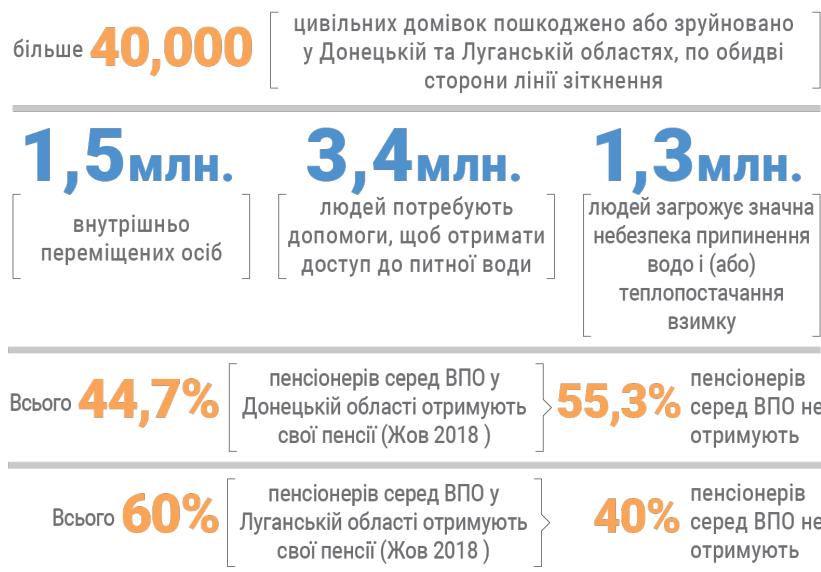 більше 40,000
цивільних домівок пошкоджено або зруйновано
у Донецькій та Луганській областях, по обидві
сторони лінії зіткнення
1,5млн.
внутрішньо
переміщених осіб
3,4млн.
людей потребують
допомоги, щоб отримати
доступ до питної води
1,3млн.
людей загрожує значна
небезпека припинення
водо і (або)
теплопостачання
взимку
Всього 44,7%
пенсіонерів серед ВПО у
Донецькій області отримують
свої пенсії (Жов 2018 )
55,3%
пенсіонерів
серед ВПО не
отримують
Всього 60%
пенсіонерів серед ВПО у
Луганській області отримують
свої пенсії (Жов 2018 )
40%
пенсіонерів
серед ВПО не
отримують